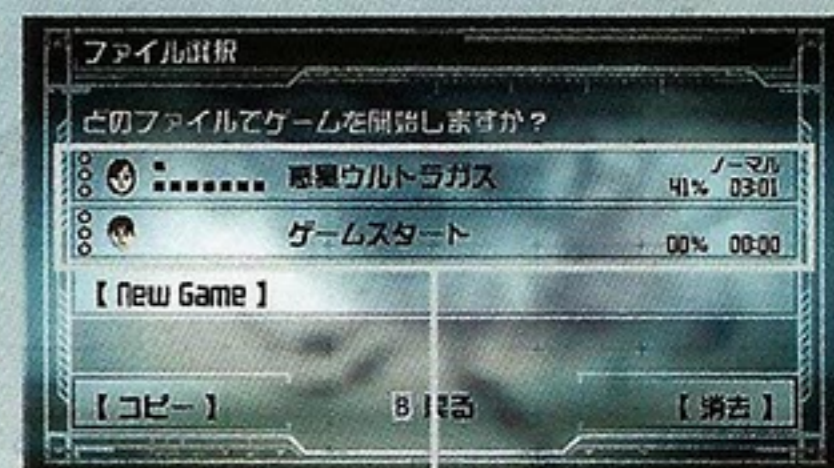 ファイル選択
どのファイルでゲームを開始しますか?
惑星ウルトラガス ノーマル 41% 03:01
ゲームスタート 00% 00:00
【 New Game 】
【 コピー 】 B 戻る 【 消去 】